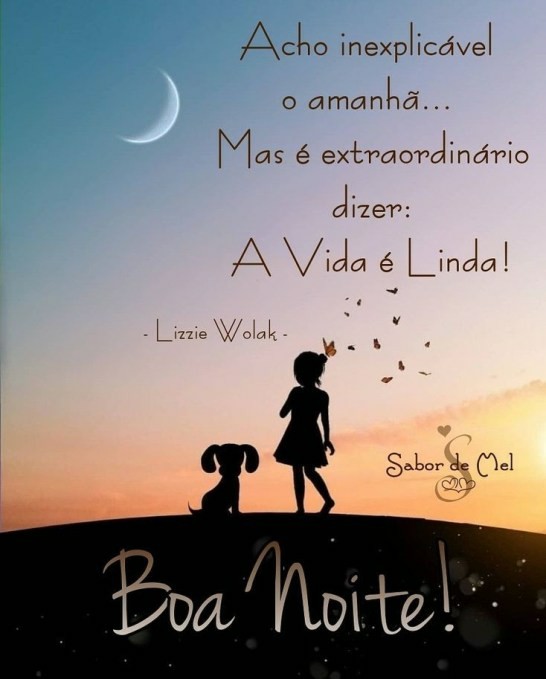 Acho inexplicável
o amanhã...
Mas é extraordinário
dizer:
A Vida é Linda!
- Lizzie Wolak -
Sabor de Mel
Boa Noite!